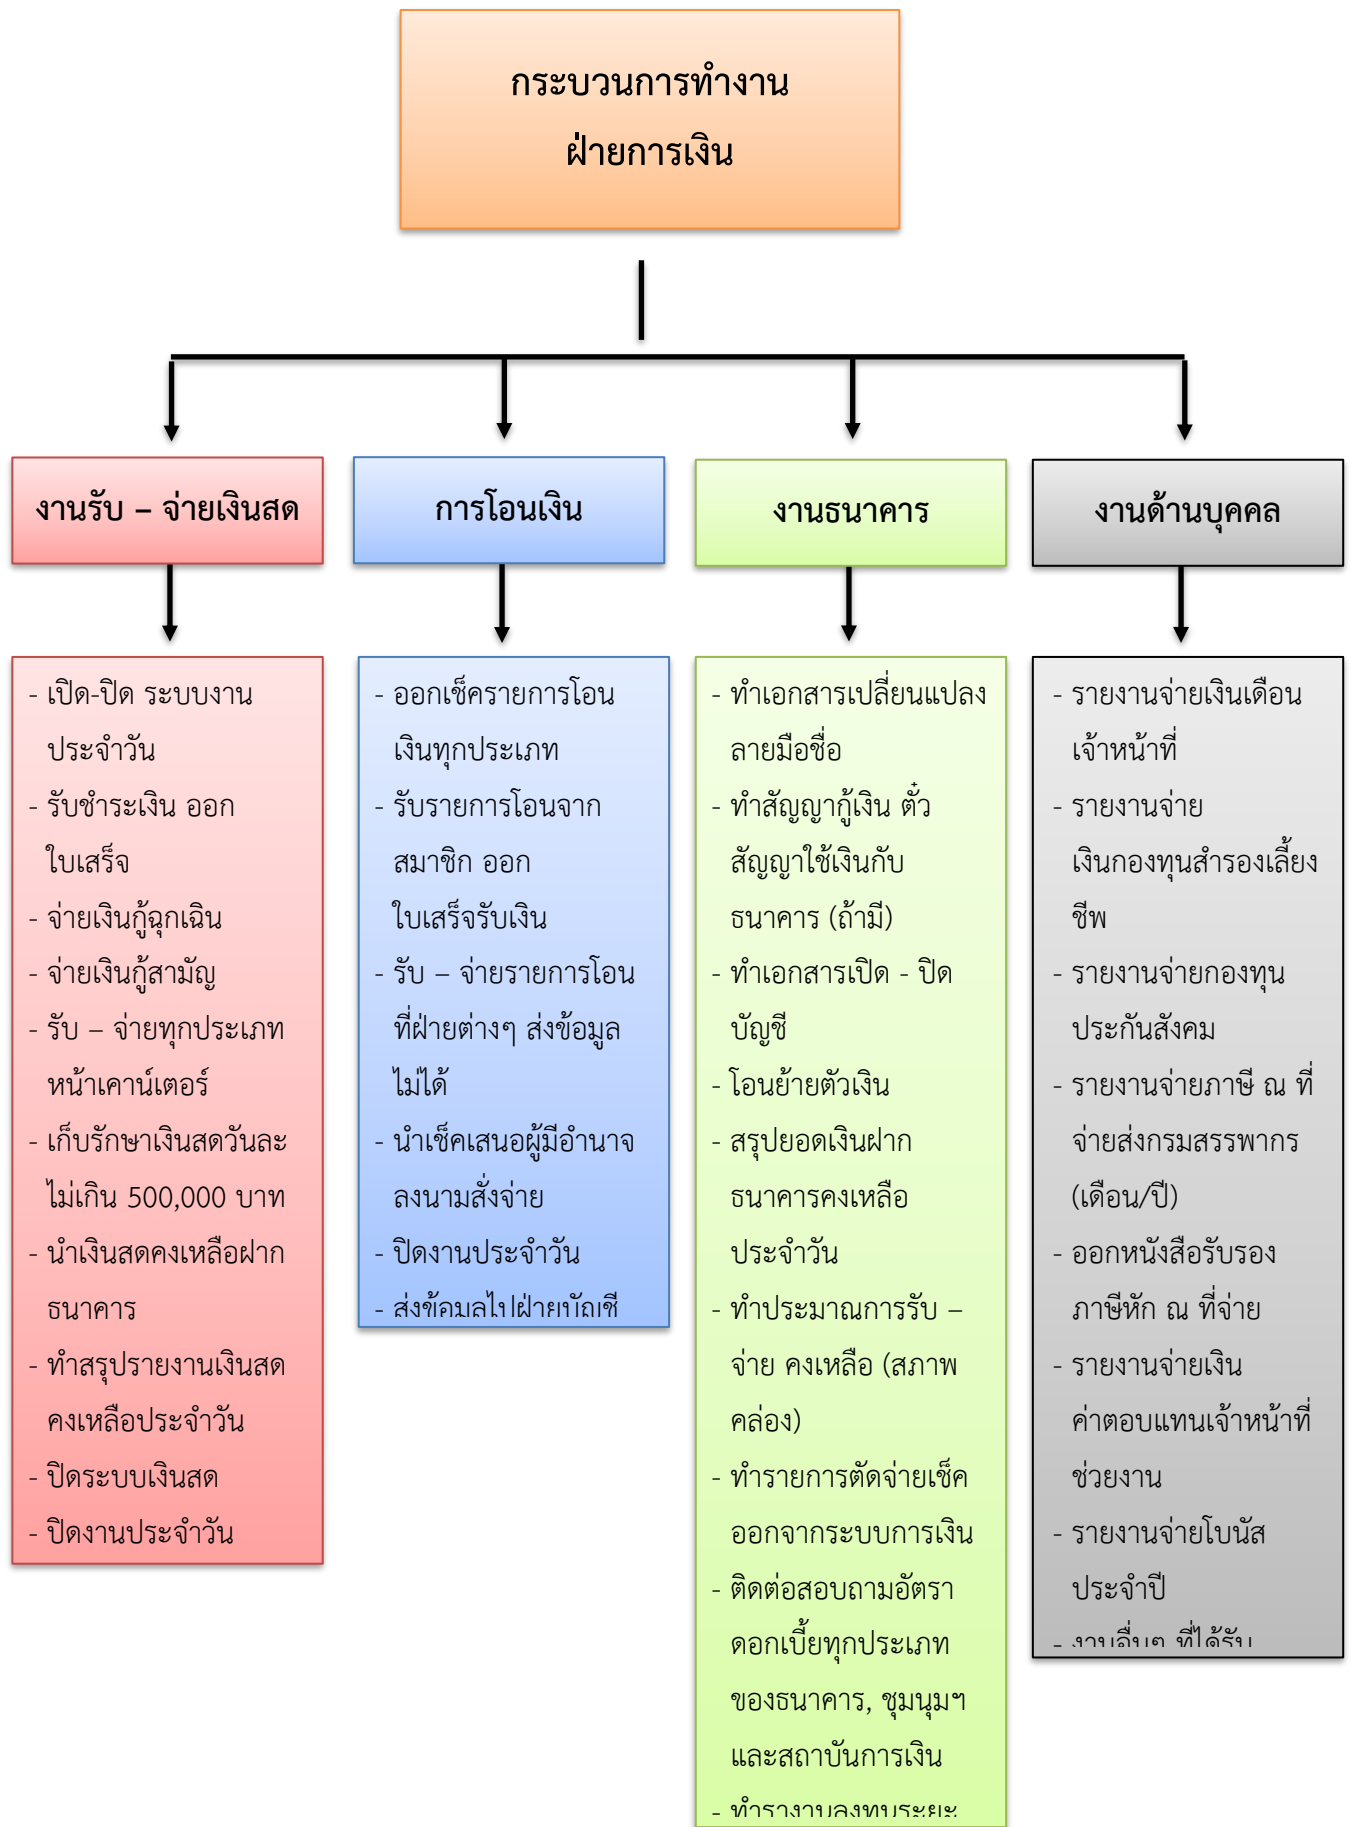 กระบวนการทำงาน
ฝ่ายการเงิน
งานรับ – จ่ายเงินสด
การโอนเงิน
งานธนาคาร
งานด้านบุคคล
- เปิด-ปิด ระบบงาน
ประจำวัน
- รับชำระเงิน ออก
ใบเสร็จ
- จ่ายเงินกู้ฉุกเฉิน
- จ่ายเงินกู้สามัญ
- รับ – จ่ายทุกประเภท
หน้าเคาน์เตอร์
- เก็บรักษาเงินสดวันละ
ไม่เกิน 500,000 บาท
- นำเงินสดคงเหลือฝาก
ธนาคาร
- ทำสรุปรายงานเงินสด
คงเหลือประจำวัน
- ปิดระบบเงินสด
- ปิดงานประจำวัน
- ออกเช็ครายการโอน
เงินทุกประเภท
- รับรายการโอนจาก
สมาชิก ออก
ใบเสร็จรับเงิน
- รับ – จ่ายรายการโอน
ที่ฝ่ายต่างๆ ส่งข้อมูล
ไม่ได้
- นำเช็คเสนอผู้มีอำนาจ
ลงนามสั่งจ่าย
- ปิดงานประจำวัน
- ส่งข้อมูลไปฝ่ายบัญชี
- ทำเอกสารเปลี่ยนแปลง
ลายมือชื่อ
- ทำสัญญากู้เงิน ตั๋ว
สัญญาใช้เงินกับ
ธนาคาร (ถ้ามี)
- ทำเอกสารเปิด - ปิด
บัญชี
- โอนย้ายตัวเงิน
- สรุปยอดเงินฝาก
ธนาคารคงเหลือ
ประจำวัน
- ทำประมาณการรับ –
จ่าย คงเหลือ (สภาพ
คล่อง)
- ทำรายการตัดจ่ายเช็ค
ออกจากระบบการเงิน
- ติดต่อสอบถามอัตรา
ดอกเบี้ยทุกประเภท
ของธนาคาร, ชุมนุมฯ
และสถาบันการเงิน
- ทำรางานลงทุนระยะ
- รายงานจ่ายเงินเดือน
เจ้าหน้าที่
- รายงานจ่าย
เงินกองทุนสำรองเลี้ยง
ชีพ
- รายงานจ่ายกองทุน
ประกันสังคม
- รายงานจ่ายภาษี ณ ที่
จ่ายส่งกรมสรรพากร
(เดือน/ปี)
- ออกหนังสือรับรอง
ภาษีหัก ณ ที่จ่าย
- รายงานจ่ายเงิน
ค่าตอบแทนเจ้าหน้าที่
ช่วยงาน
- รายงานจ่ายโบนัส
ประจำปี
- งานอื่นๆ ที่ได้รับ